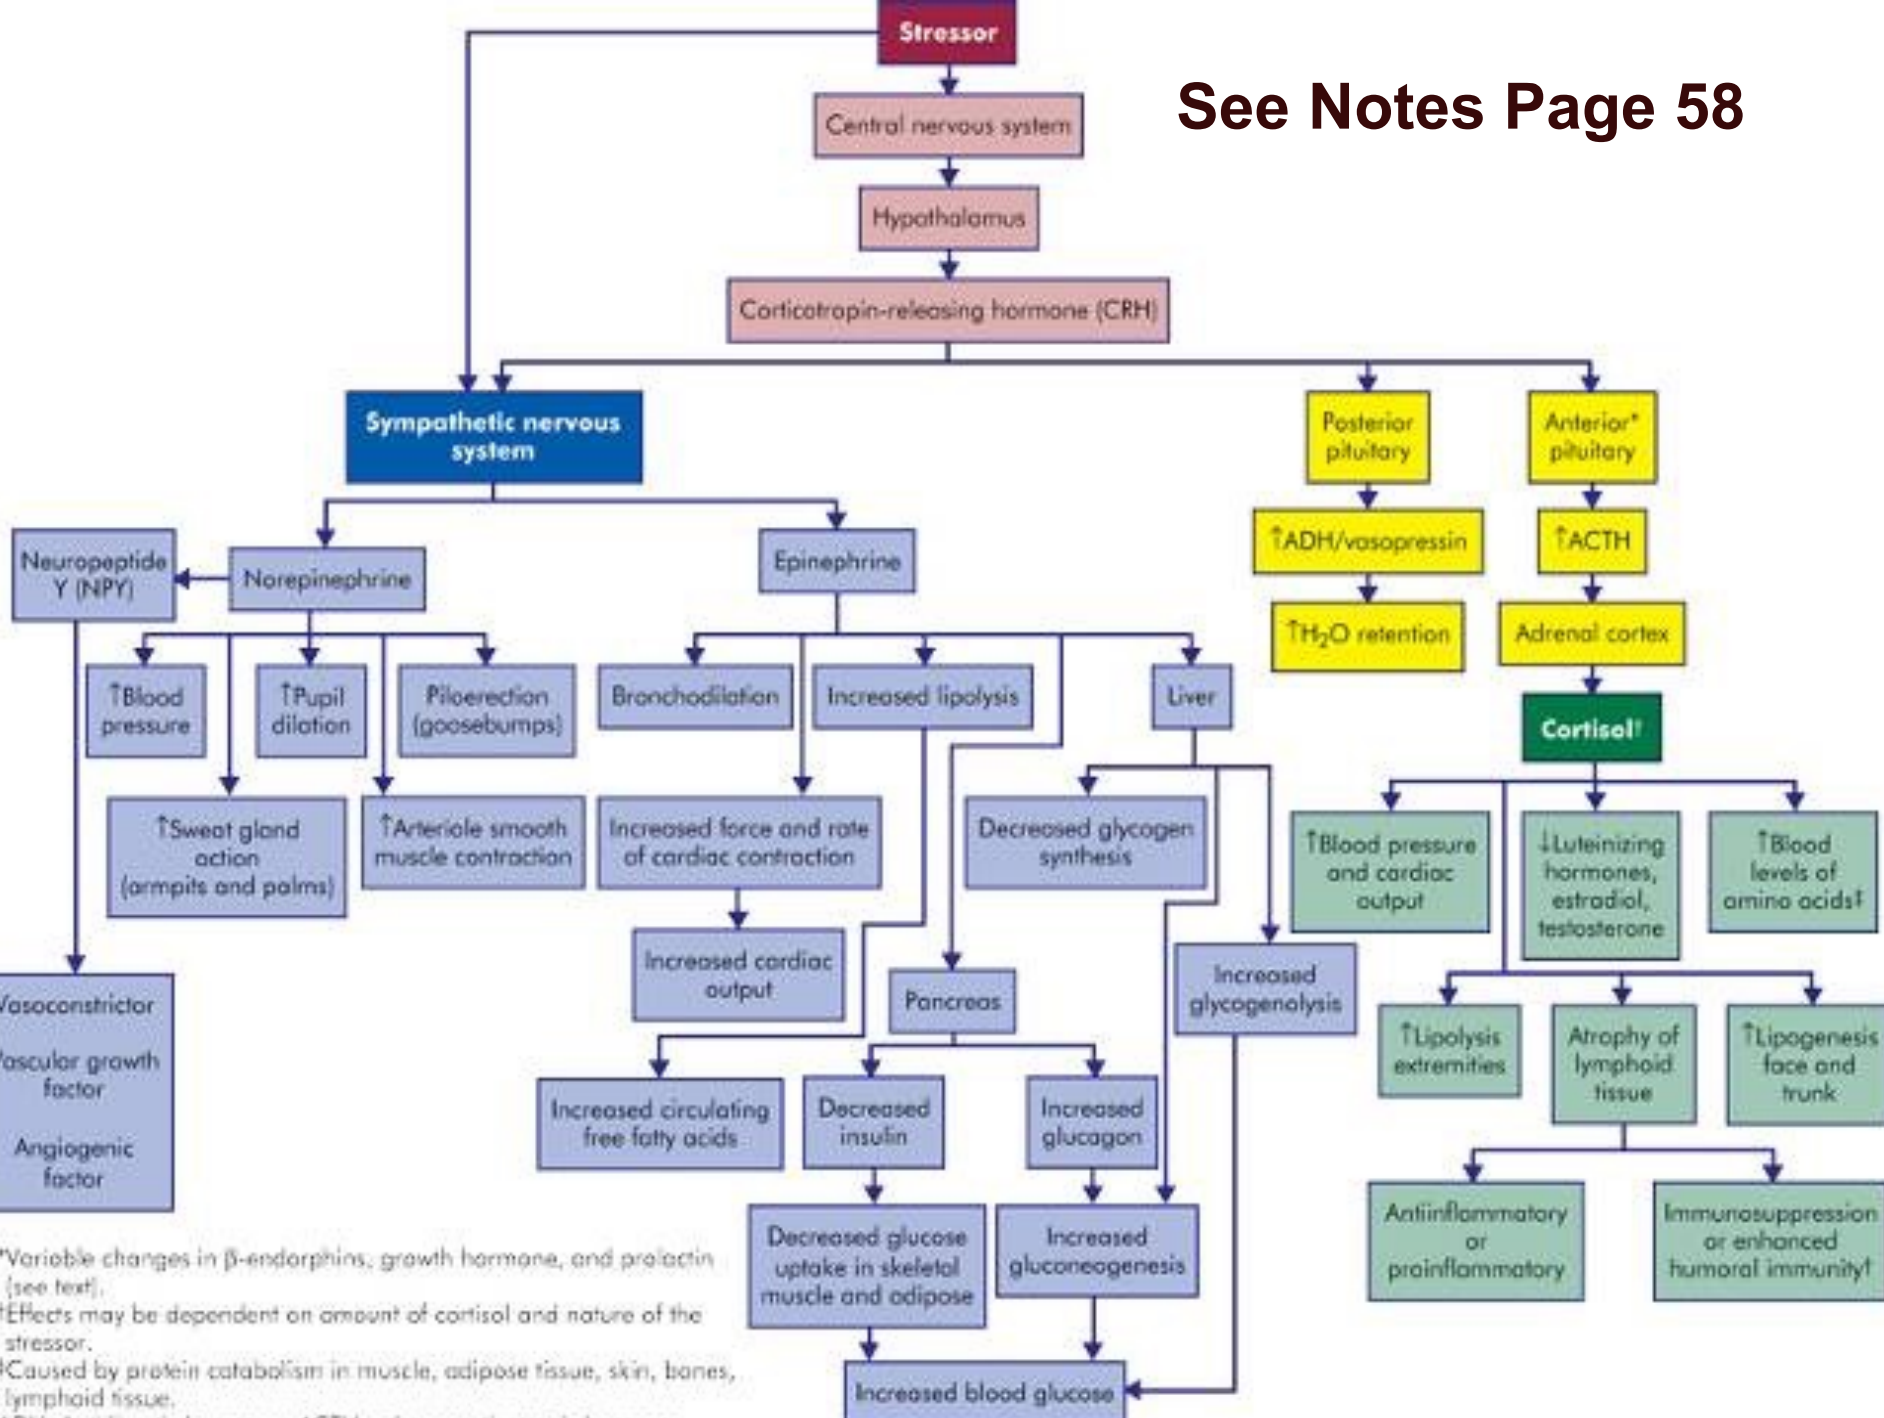 Stressor
See Notes Page 58
Central nervous system
Hypothalamus
Corticotropin-releasing hormone (CRH)
Sympathetic nervous
system
Posterior
pituitary
Anterior*
pituitary
↑ADH/vasopressin
↑ACTH
↑H₂O retention
Adrenal cortex
Cortisol†
Neuropeptide
Y (NPY)
Norepinephrine
Epinephrine
↑Blood
pressure
↑Pupil
dilation
Piloerection
(goosebumps)
Bronchodilation
Increased lipolysis
Liver
↑Sweat gland
action
(armpits and palms)
↑Arteriole smooth
muscle contraction
Increased force and rate
of cardiac contraction
Decreased glycogen
synthesis
↑Blood pressure
and cardiac
output
↓Luteinizing
hormones,
estradiol,
testosterone
↑Blood
levels of
amino acids‡
Increased cardiac
output
Pancreas
Increased
glycogenolysis
Vasoconstrictor
Vascular growth
factor
Angiogenic
factor
↑Lipolysis
extremities
Atrophy of
lymphoid
tissue
↑Lipogenesis
face and
trunk
Increased circulating
free fatty acids
Decreased
insulin
Increased
glucagon
Decreased glucose
uptake in skeletal
muscle and adipose
Increased
gluconeogenesis
Antiinflammatory
or
proinflammatory
Immunosuppression
or enhanced
humoral immunity†
Increased blood glucose
*Variable changes in β-endorphins, growth hormone, and prolactin
(see text).
†Effects may be dependent on amount of cortisol and nature of the
stressor.
‡Caused by protein catabolism in muscle, adipose tissue, skin, bones,
lymphoid tissue.